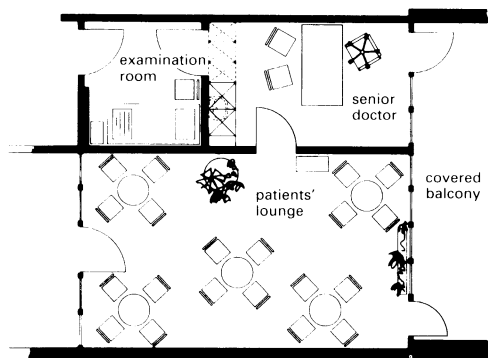 examination
room
senior
doctor
patients'
lounge
covered
balcony